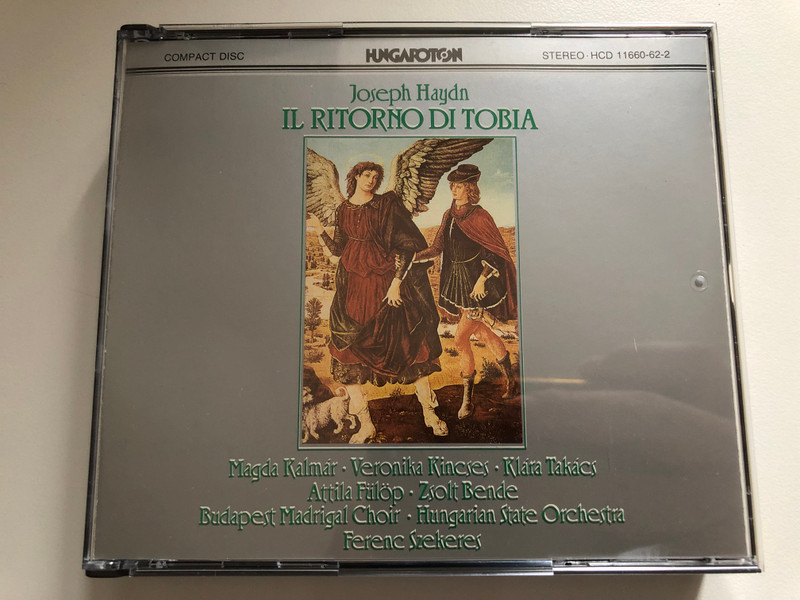 COMPACT DISC HUNGAROTON STEREO · HCD 11660-62-2
Joseph Haydn
IL RITORNO DI TOBIA
Magda Kalmár · Veronika Kincses · Klára Takács
Attila Fülöp · Zsolt Bende
Budapest Madrigal Choir · Hungarian State Orchestra
Ferenc Szekeres